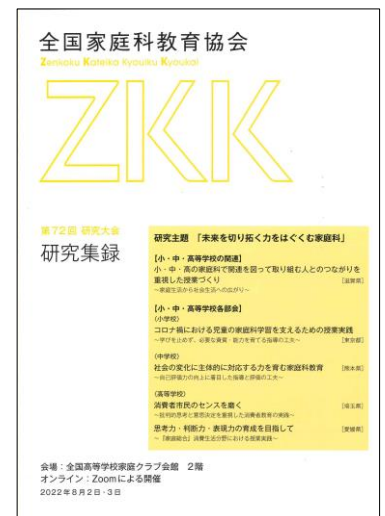 全国家庭科教育協会
Zenkoku Kateika Kyouiku Kyoukai
ZKK
第72回 研究大会
研究集録
研究主題 『未来を切り拓く力をはぐくむ家庭科』
【小・中・高等学校の関連】
小・中・高の家庭科で関連を図って取り組む人とのつながりを
重視した授業づくり [滋賀県]
~家庭生活から社会生活への広がり~
【小・中・高等学校各部会】
(小学校)
コロナ禍における児童の家庭科学習を支えるための授業実践
~学びを止めず、必要な資質・能力を育てる指導の工夫~ [東京都]
(中学校)
社会の変化に主体的に対応する力を育む家庭科教育 [熊本県]
~自己評価力の向上に着目した指導と評価の工夫~
(高等学校)
消費者市民のセンスを磨く [埼玉県]
~批判的思考と意思決定を重視した消費者教育の実践~
思考力・判断力・表現力の育成を目指して [愛媛県]
~「家庭総合」消費生活分野における授業実践~
会場:全国高等学校家庭クラブ会館 2階
オンライン:Zoomによる開催
2022年8月2日・3日